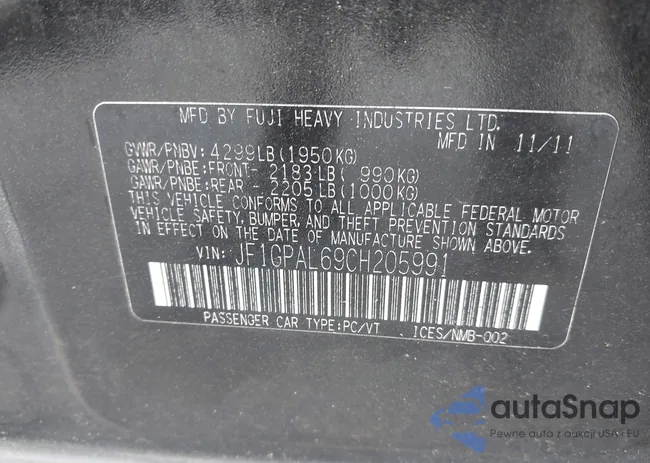 MFD BY FUJI HEAVY INDUSTRIES LTD.
MFD IN 11/11
GVWR/PNBV: 4299LB(1950KG)
GAWR/PNBE:FRONT- 2183LB( 990KG)
GAWR/PNBE:REAR - 2205LB(1000KG)
THIS VEHICLE CONFORMS TO ALL APPLICABLE FEDERAL MOTOR
VEHICLE SAFETY, BUMPER, AND THEFT PREVENTION STANDARDS
IN EFFECT ON THE DATE OF MANUFACTURE SHOWN ABOVE.
VIN: JF1GPAL69CH205991
PASSENGER CAR TYPE:PC/VT ICES/NMB-002
autaSnap
Pewne auta z aukcji USA i EU